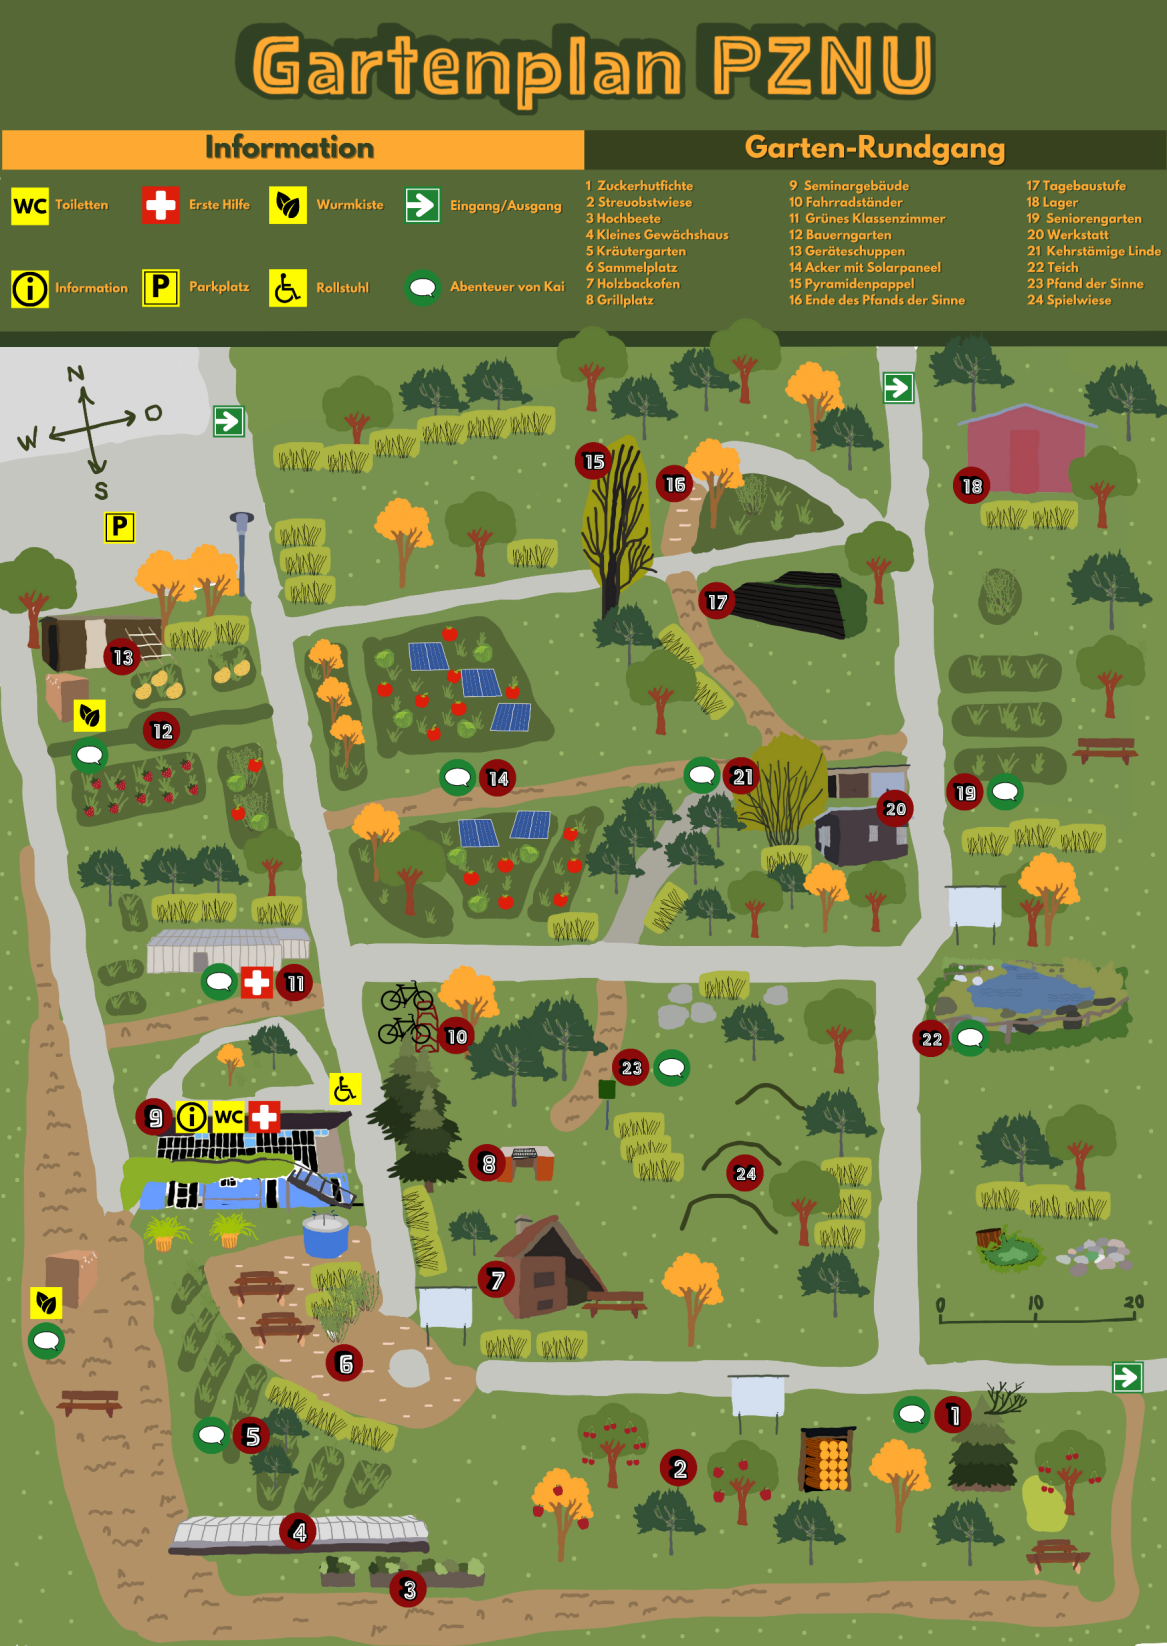 Gartenplan PZNU
Information
Garten-Rundgang
WC Toiletten
Erste Hilfe
Wurmkiste
Eingang/Ausgang
i Information
P Parkplatz
Rollstuhl
Abenteuer von Kai
1 Zuckerhutfichte
2 Streuobstwiese
3 Hochbeete
4 Kleines Gewächshaus
5 Kräutergarten
6 Sammelplatz
7 Holzbackofen
8 Grillplatz
9 Seminargebäude
10 Fahrradständer
11 Grünes Klassenzimmer
12 Bauerngarten
13 Geräteschuppen
14 Acker mit Solarpaneel
15 Pyramidenpappel
16 Ende des Pfands der Sinne
17 Tagebaustufe
18 Lager
19 Seniorengarten
20 Werkstatt
21 Kehrstämige Linde
22 Teich
23 Pfand der Sinne
24 Spielwiese
N
O
W
S
P
15
16
18
17
13
12
14
21
20
19
11
10
23
22
9
i
WC
8
24
7
0 10 20
6
5
1
2
4
3